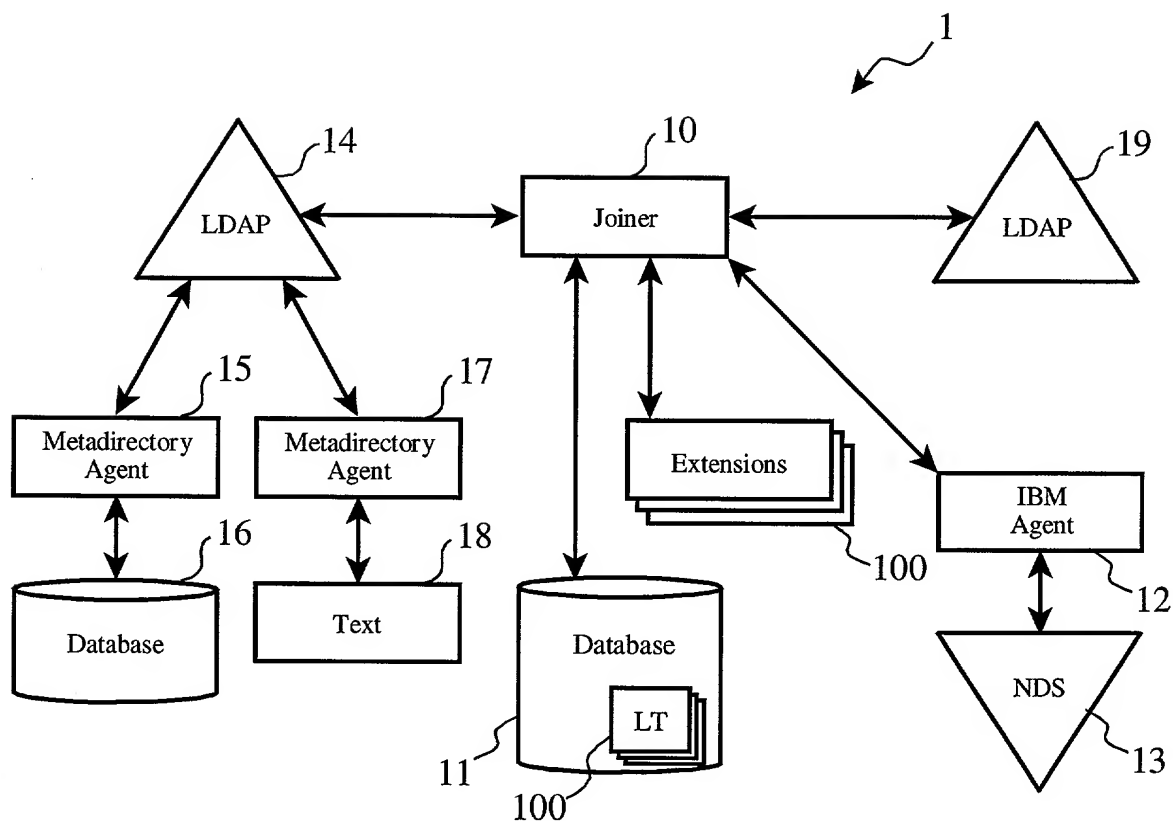 1
14
10
19
LDAP
Joiner
LDAP
15
17
Metadirectory
Agent
Metadirectory
Agent
Extensions
IBM
Agent
16
18
100
12
Database
Text
Database
NDS
LT
11
13
100